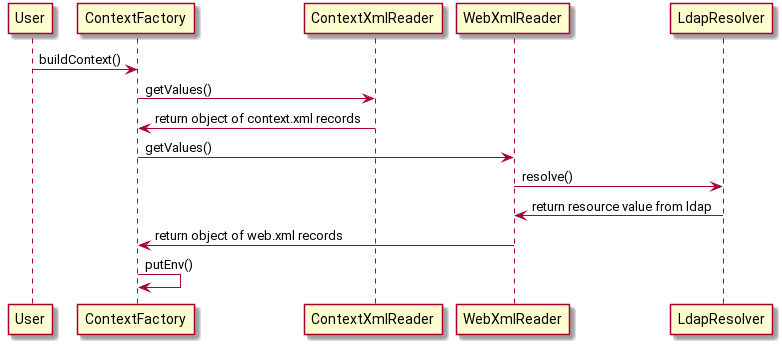 User ContextFactory ContextXmlReader WebXmlReader LdapResolver
buildContext()
getValues()
return object of context.xml records
getValues()
resolve()
return resource value from ldap
return object of web.xml records
putEnv()
User ContextFactory ContextXmlReader WebXmlReader LdapResolver